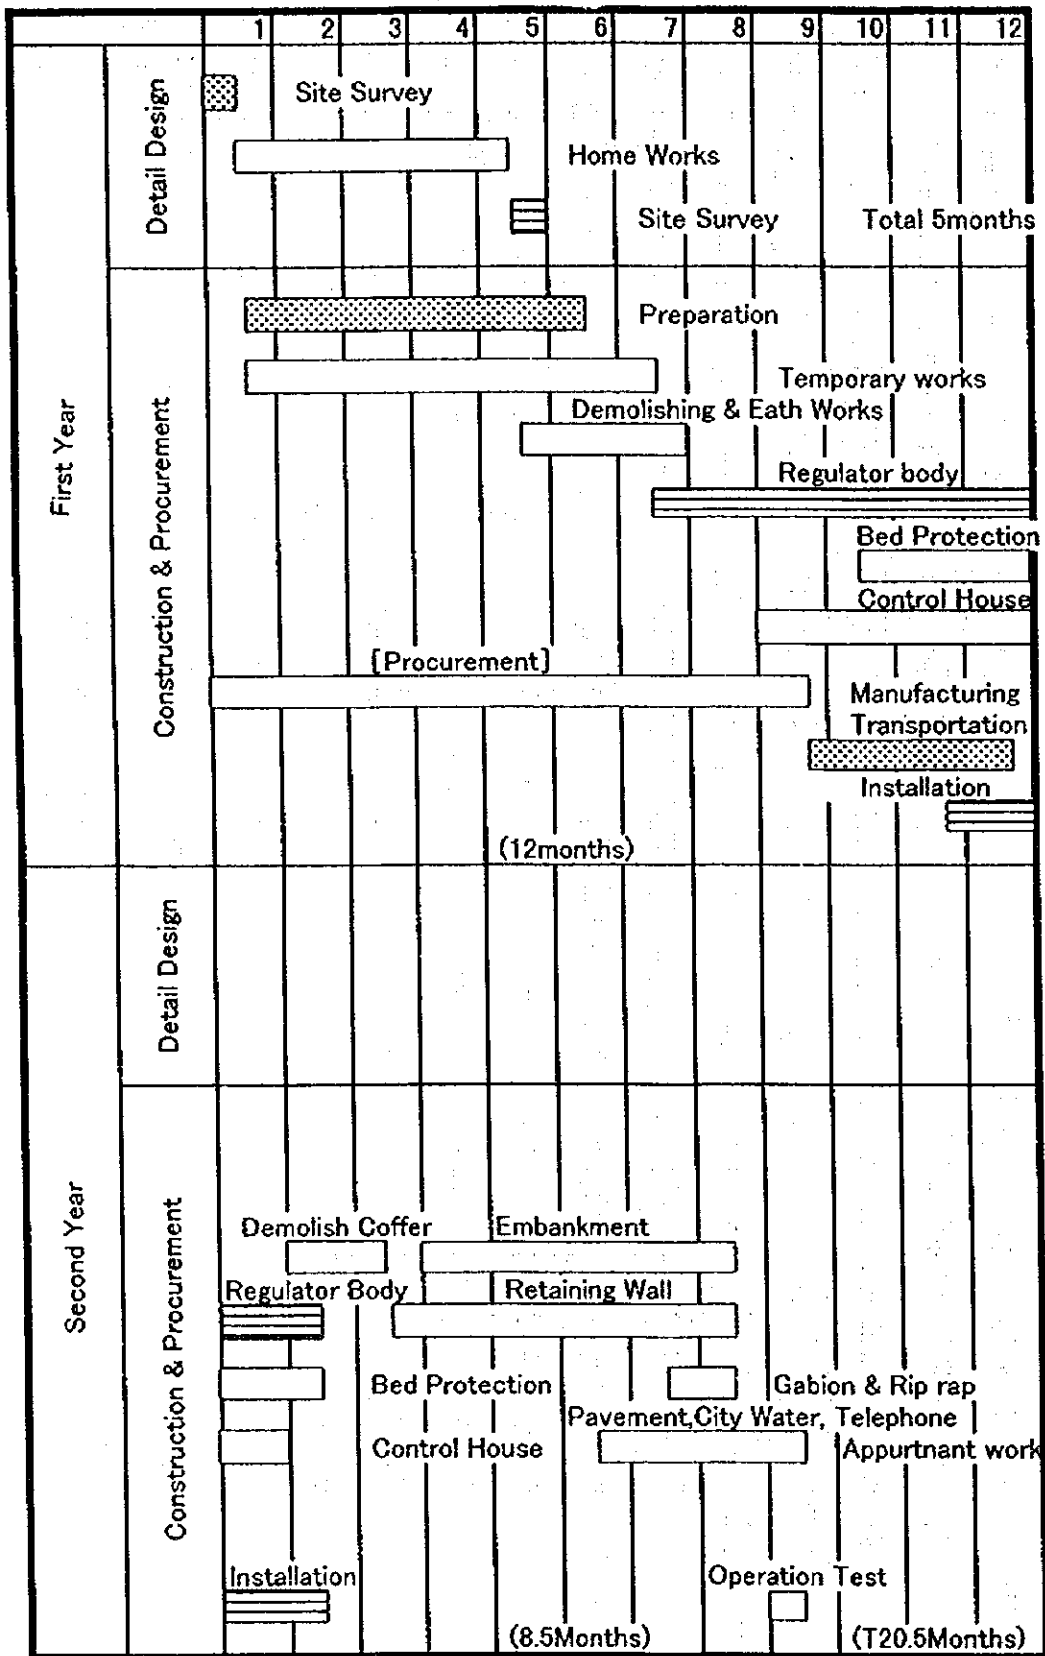 1 2 3 4 5 6 7 8 9 10 11 12
First Year
Detail Design
Site Survey
Home Works
Site Survey
Total 5months
Construction & Procurement
Preparation
Temporary works
Demolishing & Eath Works
Regulator body
Bed Protection
Control House
[Procurement]
Manufacturing
Transportation
Installation
(12months)
Second Year
Detail Design
Construction & Procurement
Demolish Coffer
Embankment
Regulator Body
Retaining Wall
Bed Protection
Gabion & Rip rap
Pavement,City Water, Telephone
Control House
Appurtnant work
Installation
Operation Test
(8.5Months)
(T20.5Months)